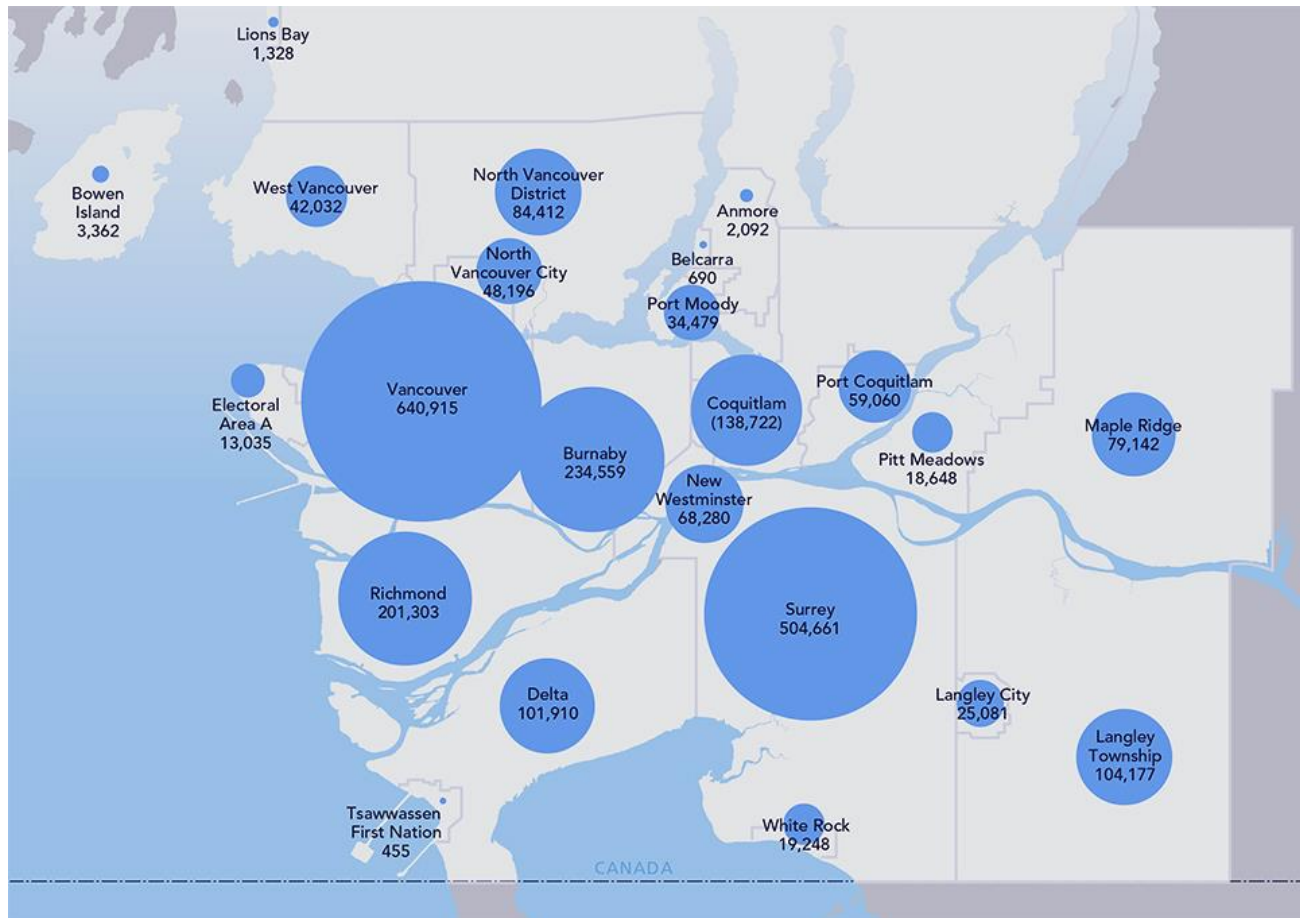 Lions Bay
1,328
Bowen
Island
3,362
West Vancouver
42,032
North Vancouver
District
84,412
Anmore
2,092
North
Vancouver City
48,196
Belcarra
690
Port Moody
34,479
Vancouver
640,915
Electoral
Area A
13,035
Burnaby
234,559
Coquitlam
(138,722)
Port Coquitlam
59,060
Pitt Meadows
18,648
Maple Ridge
79,142
New
Westminster
68,280
Richmond
201,303
Surrey
504,661
Delta
101,910
Langley City
25,081
Langley
Township
104,177
Tsawwassen
First Nation
455
White Rock
19,248
CANADA